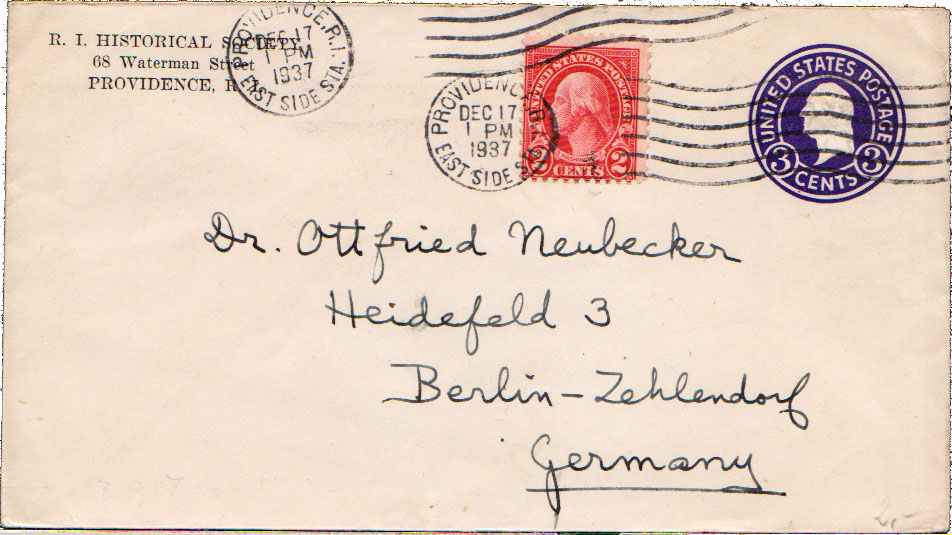 R. I. HISTORICAL SOCIETY
68 Waterman Street
PROVIDENCE, R.
PROVIDENCE, R.I.
DEC 17
1 PM
1937
EAST SIDE STA.
PROVIDENCE, R.I.
DEC 17
1 PM
1937
EAST SIDE STA.
UNITED STATES POSTAGE
2 CENTS 2
UNITED STATES POSTAGE
3 CENTS 3
Dr. Ottfried Neubecker
Heidefeld 3
Berlin-Zehlendorf
Germany